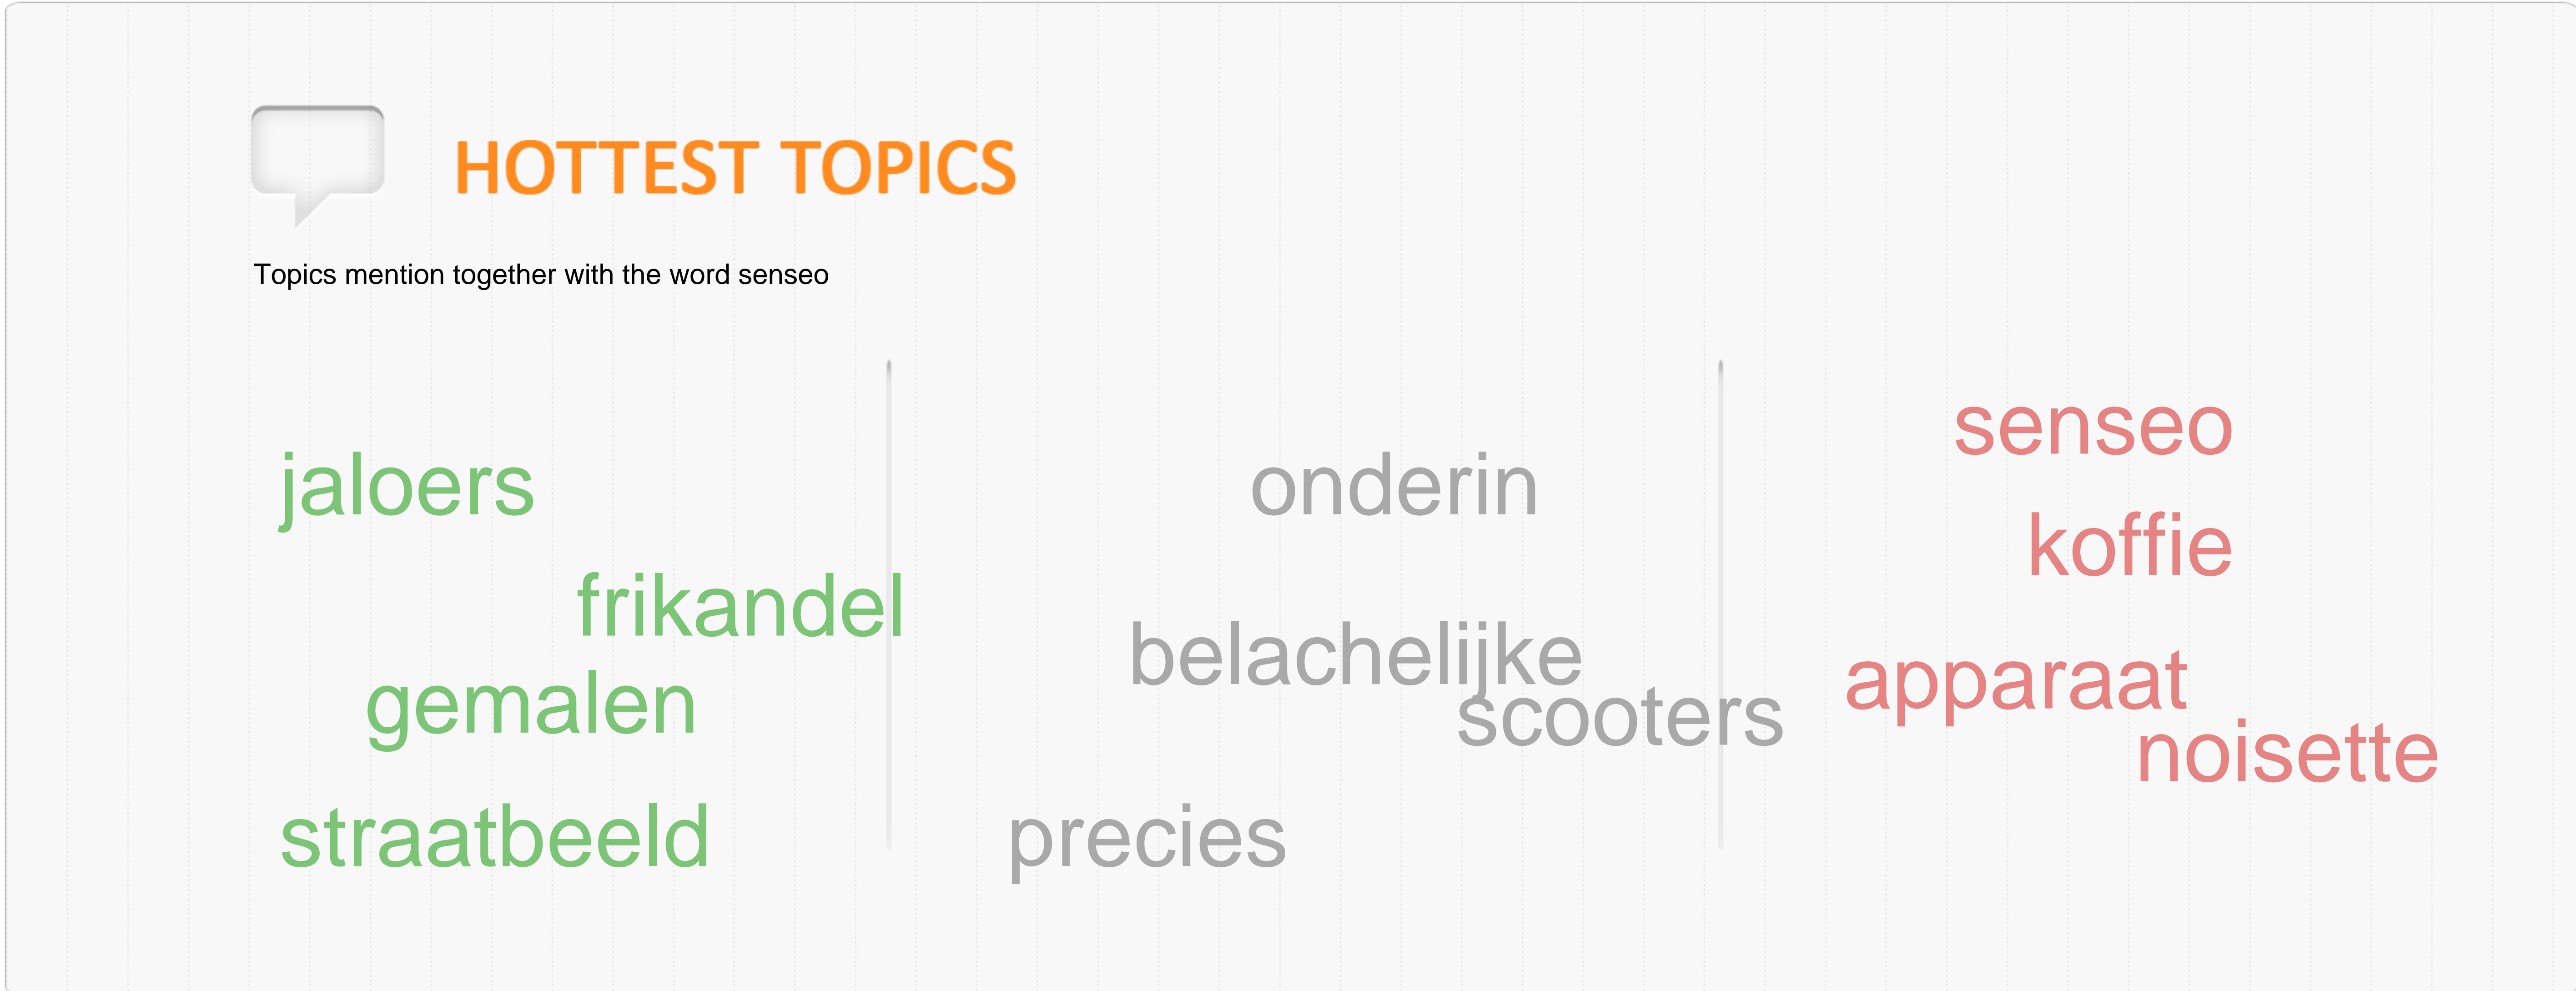 HOTTEST TOPICS
Topics mention together with the word senseo
jaloers
frikandel
gemalen
straatbeeld
onderin
belachelijke
scooters
precies
senseo
koffie
apparaat
noisette